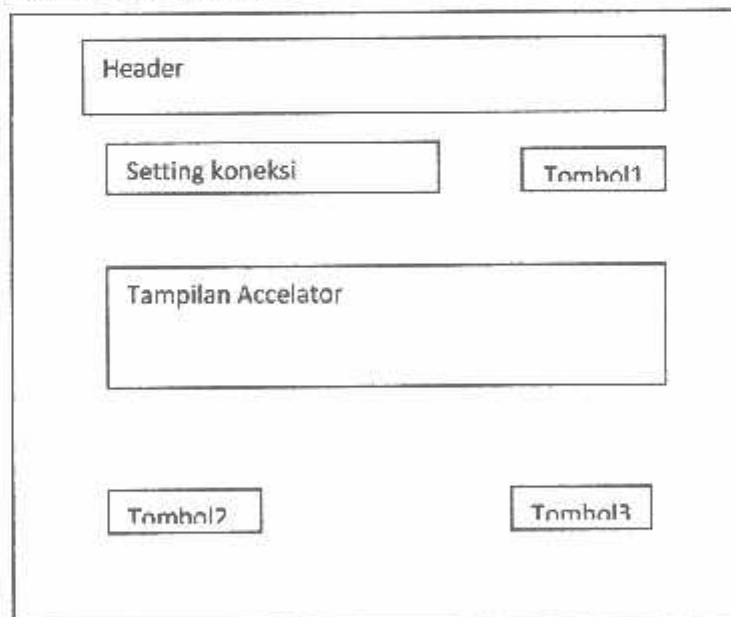 Header
Setting koneksi
Tombol1
Tampilan Accelator
Tombol2
Tombol3